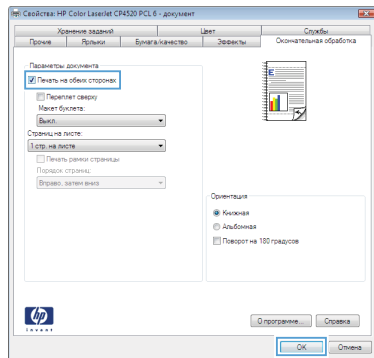 Свойства: HP Color LaserJet CP4520 PCL 6 - документ
Хранение заданий Цвет Службы
Прочие Ярлыки Бумага/качество Эффекты Окончательная обработка
Параметры документа
Печать на обеих сторонах
Переплет сверху
Макет буклета:
Выкл.
Страниц на листе:
1 стр. на листе
Печать рамки страницы
Порядок страниц:
Вправо, затем вниз
E
1
Ориентация
Книжная
Альбомная
Поворот на 180 градусов
hp
invent
О программе... Справка
OK Отмена